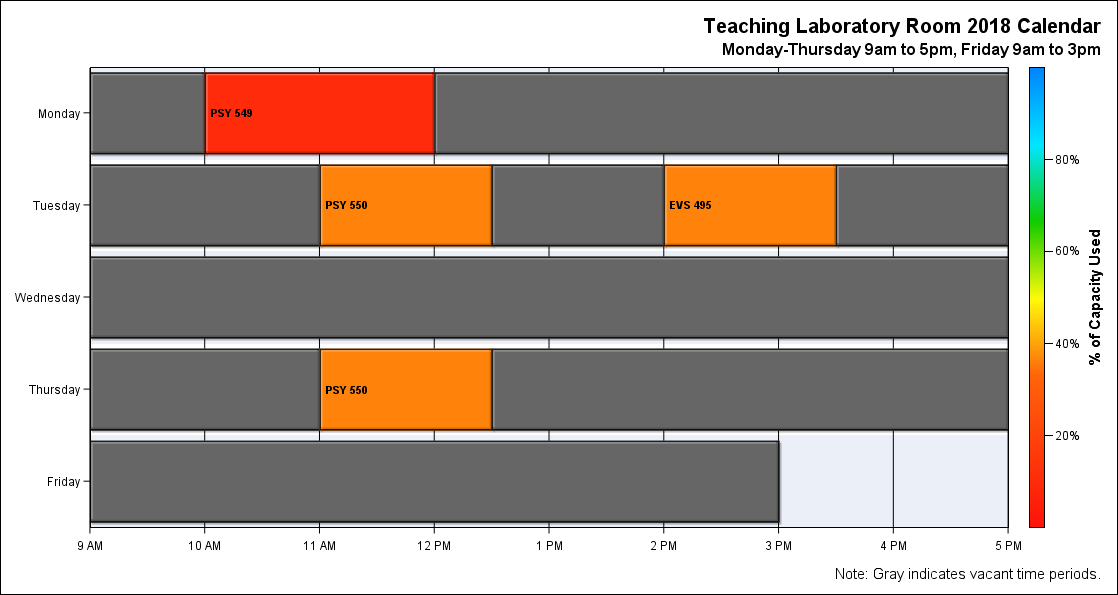 Teaching Laboratory Room 2018 Calendar
Monday-Thursday 9am to 5pm, Friday 9am to 3pm
Monday
PSY 549
Tuesday
PSY 550
EVS 495
Wednesday
Thursday
PSY 550
Friday
9 AM
10 AM
11 AM
12 PM
1 PM
2 PM
3 PM
4 PM
5 PM
80%
60%
40%
20%
% of Capacity Used
Note: Gray indicates vacant time periods.